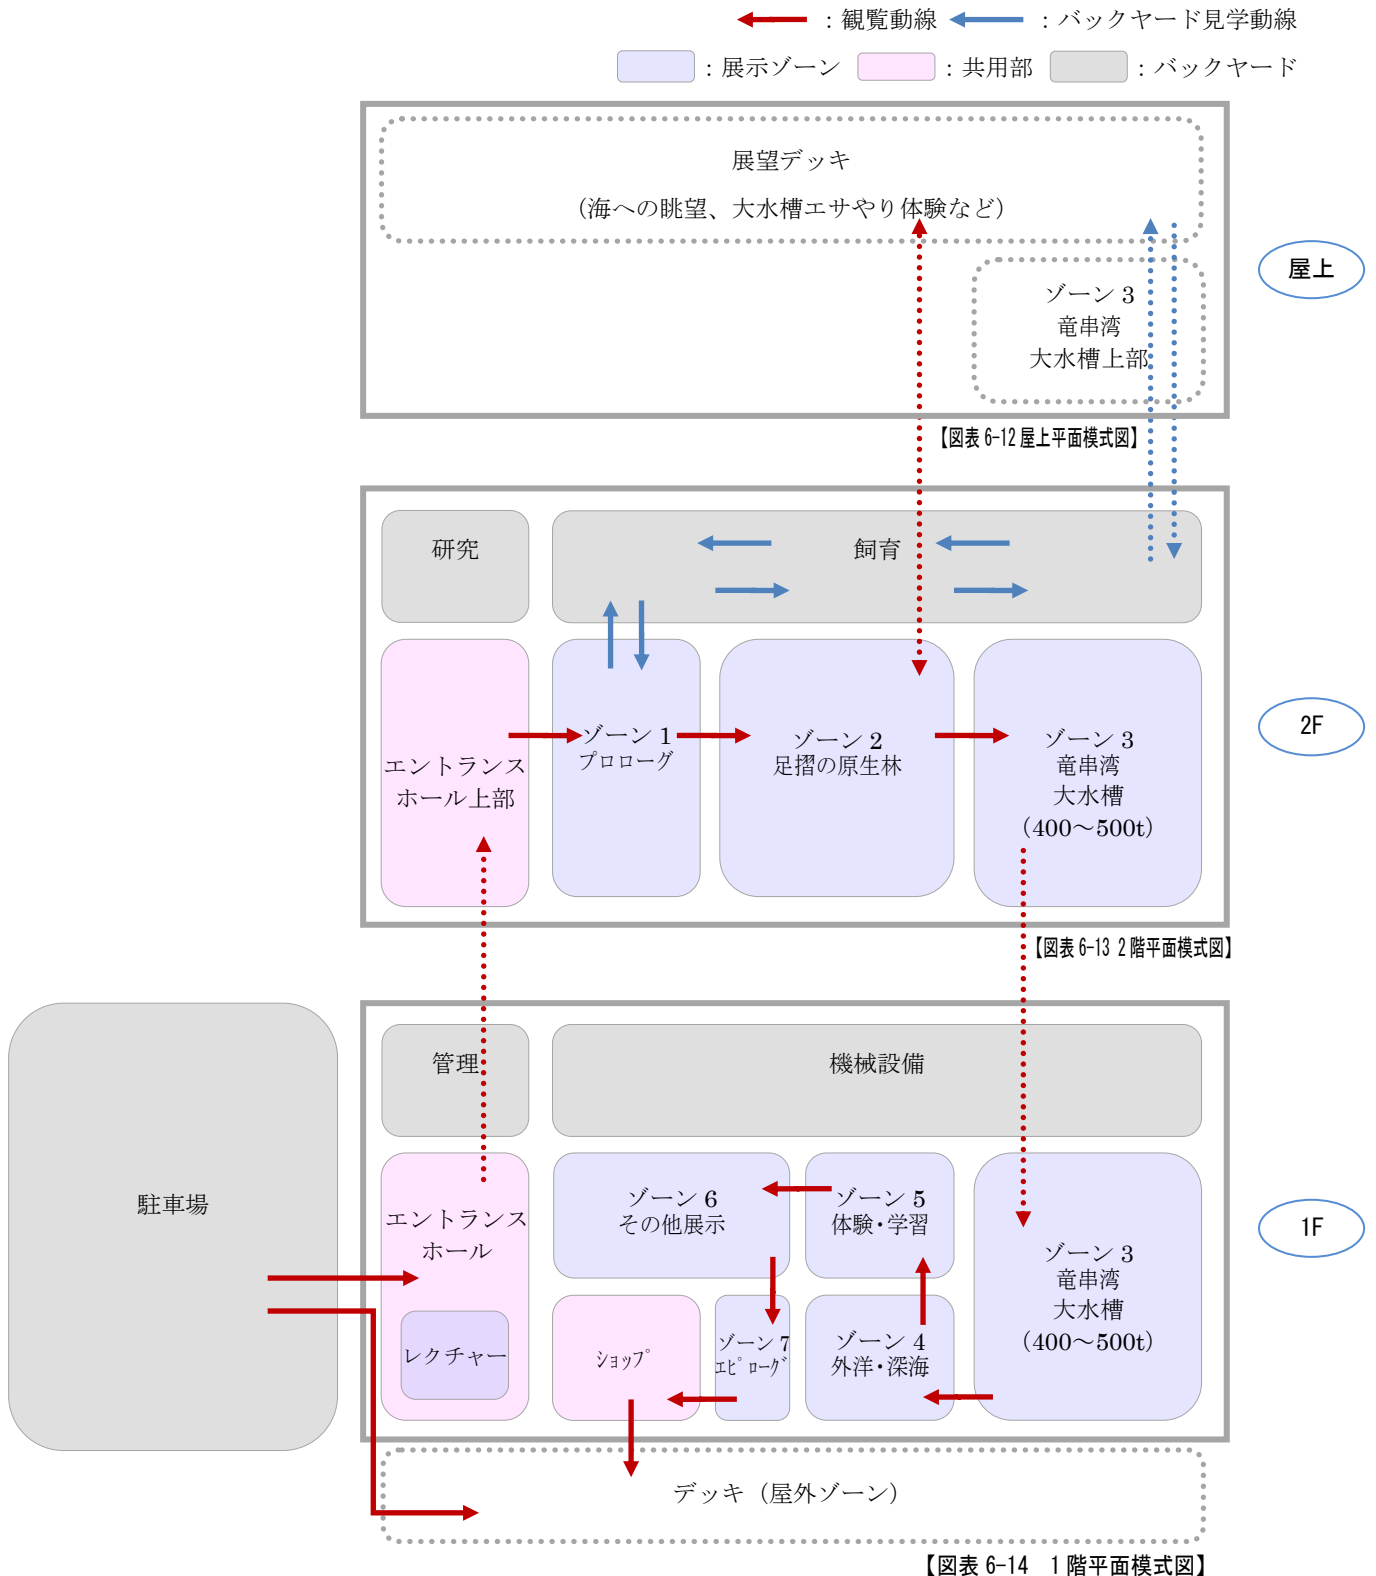 ：観覧動線
：バックヤード見学動線
：展示ゾーン
：共用部
：バックヤード
展望デッキ
（海への眺望、大水槽エサやり体験など）
ゾーン 3
竜串湾
大水槽上部
屋上
【図表 6-12 屋上平面模式図】
研究
飼育
エントランス
ホール上部
ゾーン 1
プロローグ
ゾーン 2
足摺の原生林
ゾーン 3
竜串湾
大水槽
（400～500t）
2F
【図表 6-13 2 階平面模式図】
駐車場
管理
機械設備
エントランス
ホール
レクチャー
ゾーン 6
その他展示
ゾーン 5
体験・学習
ショップ
ゾーン 7
エピローグ
ゾーン 4
外洋・深海
ゾーン 3
竜串湾
大水槽
（400～500t）
1F
デッキ（屋外ゾーン）
【図表 6-14　1 階平面模式図】